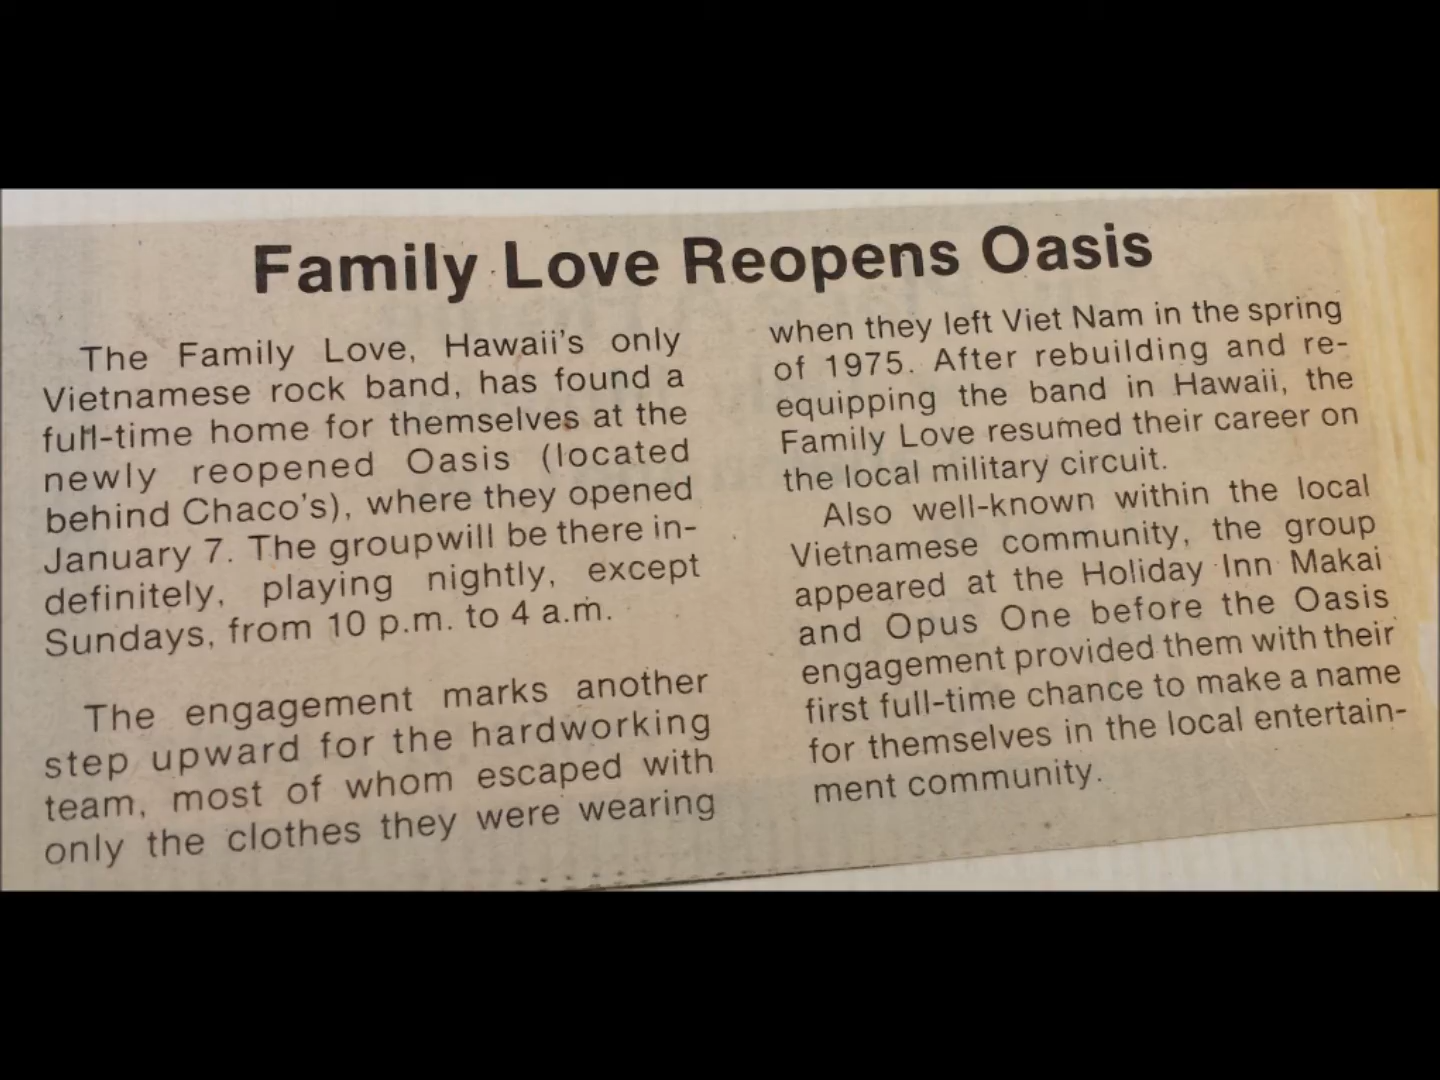 Family Love Reopens Oasis
The Family Love, Hawaii's only
Vietnamese rock band, has found a
full-time home for themselves at the
newly reopened Oasis (located
behind Chaco's), where they opened
January 7. The groupwill be there in-
definitely, playing nightly, except
Sundays, from 10 p.m. to 4 a.m.
The engagement marks another
step upward for the hardworking
team, most of whom escaped with
only the clothes they were wearing
when they left Viet Nam in the spring
of 1975. After rebuilding and re-
equipping the band in Hawaii, the
Family Love resumed their career on
the local military circuit.
Also well-known within the local
Vietnamese community, the group
appeared at the Holiday Inn Makai
and Opus One before the Oasis
engagement provided them with their
first full-time chance to make a name
for themselves in the local entertain-
ment community.